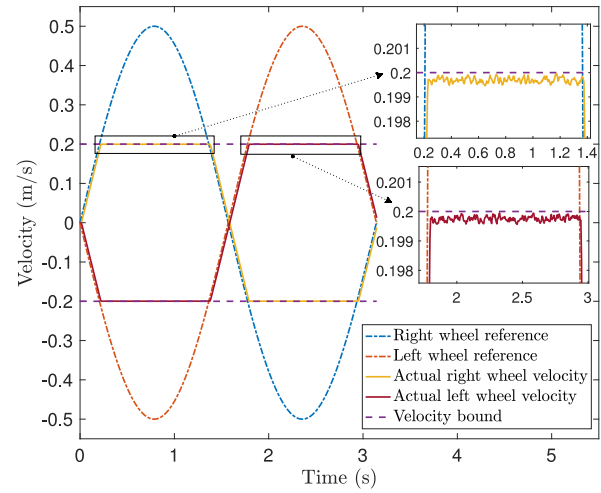 0.5
0.4
0.3
0.2
0.1
0
-0.1
-0.2
-0.3
-0.4
-0.5
Velocity (m/s)
0 1 2 3 4 5
Time (s)
0.201
0.2
0.199
0.198
0.2 0.4 0.6 0.8 1 1.2 1.4
0.201
0.2
0.199
0.198
2 2.5 3
Right wheel reference
Left wheel reference
Actual right wheel velocity
Actual left wheel velocity
Velocity bound